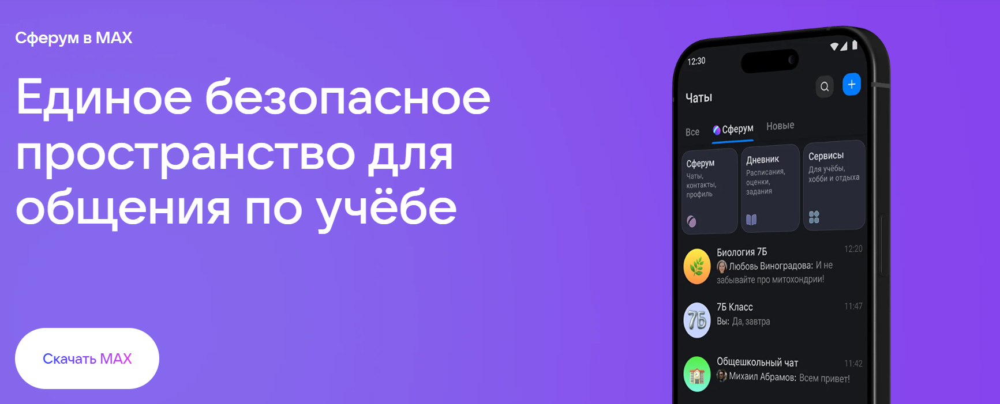 Сферум в MAX
Единое безопасное
пространство для
общения по учёбе
Скачать MAX
12:30
Чаты
Все
Сферум
Новые
Сферум
Чаты,
контакты,
профиль
Дневник
Расписания,
оценки,
задания
Сервисы
Для учёбы,
хобби и отдыха
Биология 7Б
12:20
Любовь Виноградова: И не
забывайте про митохондрии!
7Б
7Б Класс
11:47
Вы: Да, завтра
Общешкольный чат
11:42
Михаил Абрамов: Всем привет!